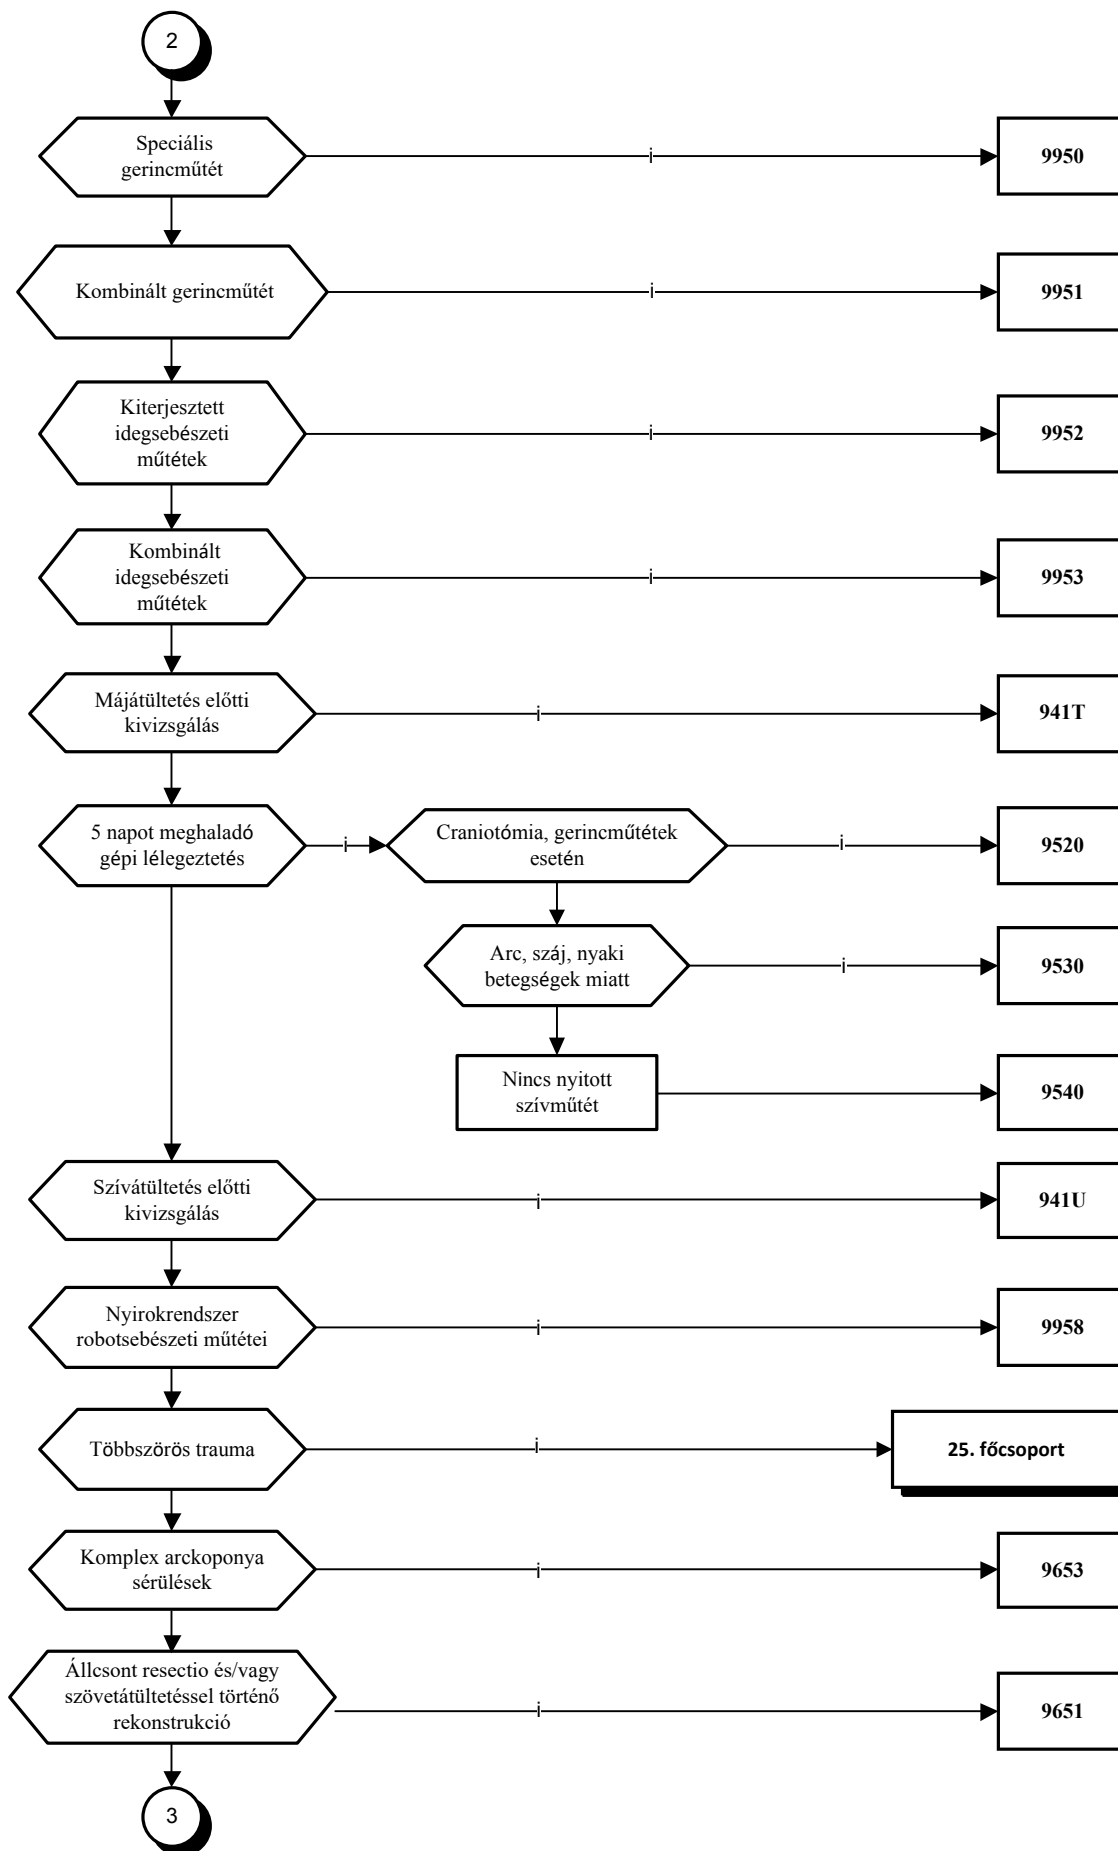 2
Speciális
gerincműtét
i
9950
Kombinált gerincműtét
i
9951
Kiterjesztett
idegsebészeti
műtétek
i
9952
Kombinált
idegsebészeti
műtétek
i
9953
Májátültetés előtti
kivizsgálás
i
941T
5 napot meghaladó
gépi lélegeztetés
i
Craniotómia, gerincműtétek
esetén
i
9520
Arc, száj, nyaki
betegségek miatt
i
9530
Nincs nyitott
szívműtét
9540
Szívátültetés előtti
kivizsgálás
i
941U
Nyirokrendszer
robotsebészeti műtétei
i
9958
Többszörös trauma
i
25. főcsoport
Komplex arckoponya
sérülések
i
9653
Állcsont resectio és/vagy
szövetátültetéssel történő
rekonstrukció
i
9651
3